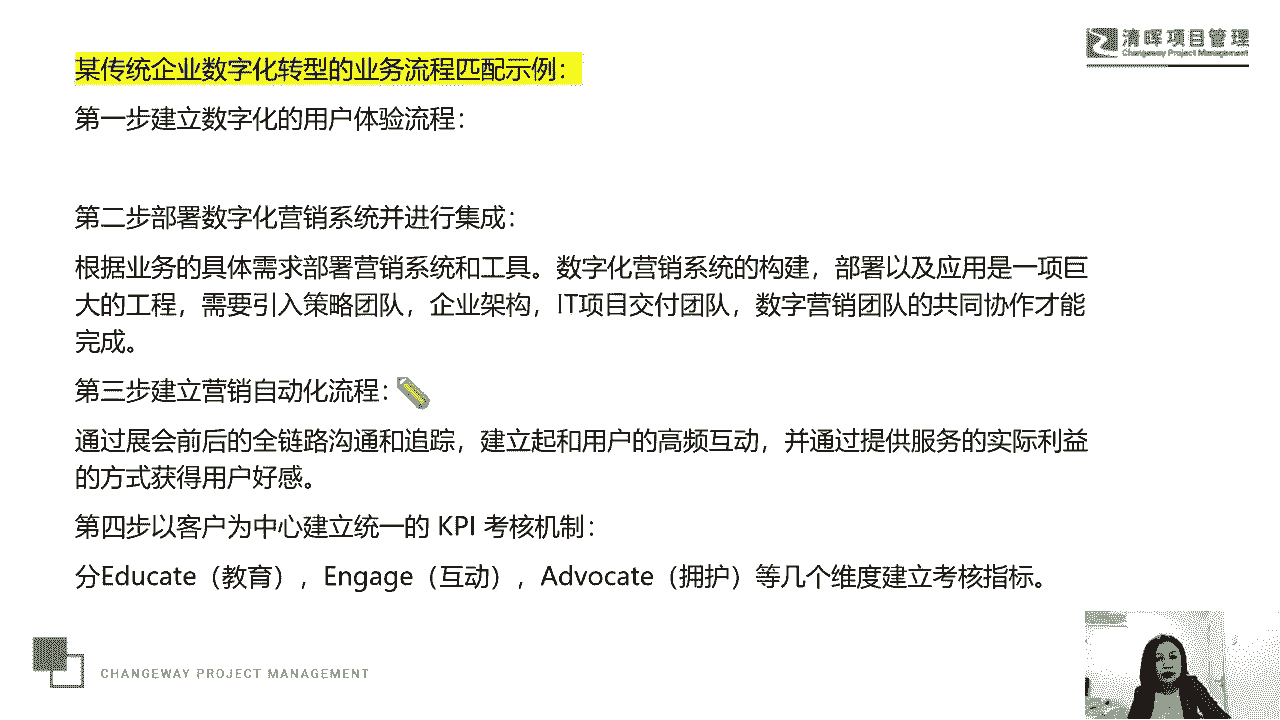 清晖项目管理
Changeway Project Management
某传统企业数字化转型的业务流程匹配示例：
第一步建立数字化的用户体验流程：
第二步部署数字化营销系统并进行集成：
根据业务的具体需求部署营销系统和工具。数字化营销系统的构建，部署以及应用是一项巨
大的工程，需要引入策略团队，企业架构，IT项目交付团队，数字营销团队的共同协作才能
完成。
第三步建立营销自动化流程：
通过展会前后的全链路沟通和追踪，建立起和用户的高频互动，并通过提供服务的实际利益
的方式获得用户好感。
第四步以客户为中心建立统一的 KPI 考核机制：
分Educate（教育），Engage（互动），Advocate（拥护）等几个维度建立考核指标。
CHANGEWAY PROJECT MANAGEMENT